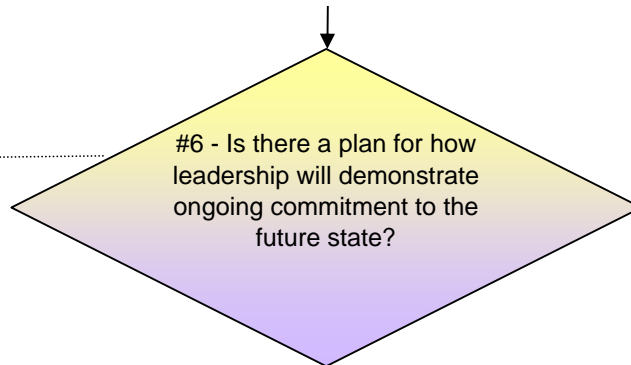 #6 - Is there a plan for how
leadership will demonstrate
ongoing commitment to the
future state?